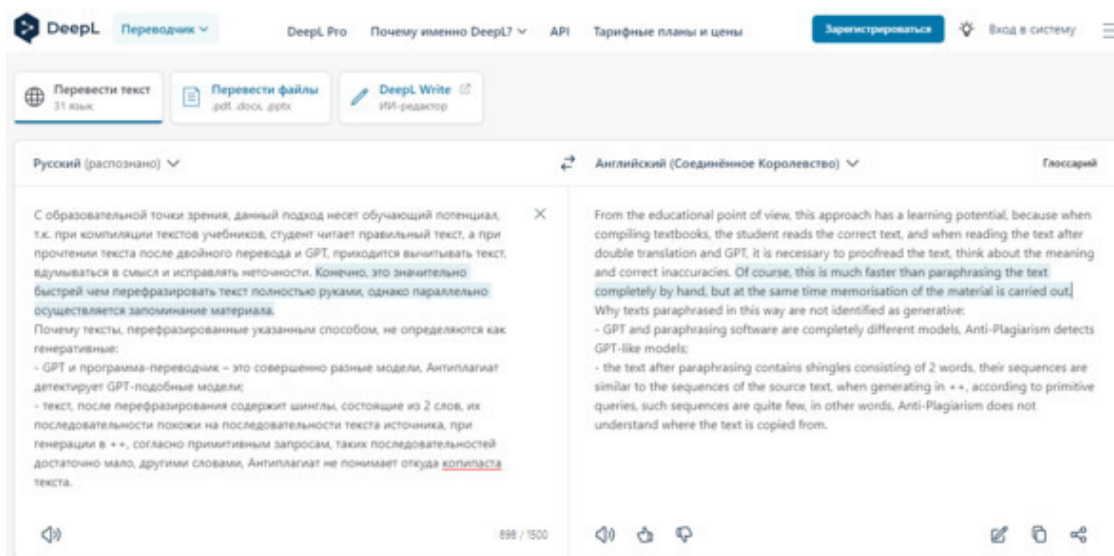 DeepL Переводчик DeepL Pro Почему именно DeepL? API Тарифные планы и цены Зарегистрироваться Вход в систему
Перевести текст
31 язык
Перевести файлы
.pdf, .docx, .pptx
DeepL Write
ИИ-редактор
Русский (распознано)
Английский (Соединённое Королевство) Глоссарий
С образовательной точки зрения, данный подход несет обучающий потенциал,
т.к. при компиляции текстов учебников, студент читает правильный текст, а при
прочтении текста после двойного перевода и GPT, приходится вычитывать текст,
вдумываться в смысл и исправлять неточности. Конечно, это значительно
быстрей чем перефразировать текст полностью руками, однако параллельно
осуществляется запоминание материала.
Почему тексты, перефразированные указанным способом, не определяются как
генеративные:
- GPT и программа-переводчик – это совершенно разные модели, Антиплагиат
детектирует GPT-подобные модели;
- текст, после перефразирования содержит шинглы, состоящие из 2 слов, их
последовательности похожи на последовательности текста источника, при
генерации в ++, согласно примитивным запросам, таких последовательностей
достаточно мало, другими словами, Антиплагиат не понимает откуда копипаста
текста.
898 / 1500
From the educational point of view, this approach has a learning potential, because when
compiling textbooks, the student reads the correct text, and when reading the text after
double translation and GPT, it is necessary to proofread the text, think about the meaning
and correct inaccuracies. Of course, this is much faster than paraphrasing the text
completely by hand, but at the same time memorisation of the material is carried out.
Why texts paraphrased in this way are not identified as generative:
- GPT and paraphrasing software are completely different models, Anti-Plagiarism detects
GPT-like models;
- the text after paraphrasing contains shingles consisting of 2 words, their sequences are
similar to the sequences of the source text, when generating in ++, according to primitive
queries, such sequences are quite few, in other words, Anti-Plagiarism does not
understand where the text is copied from.